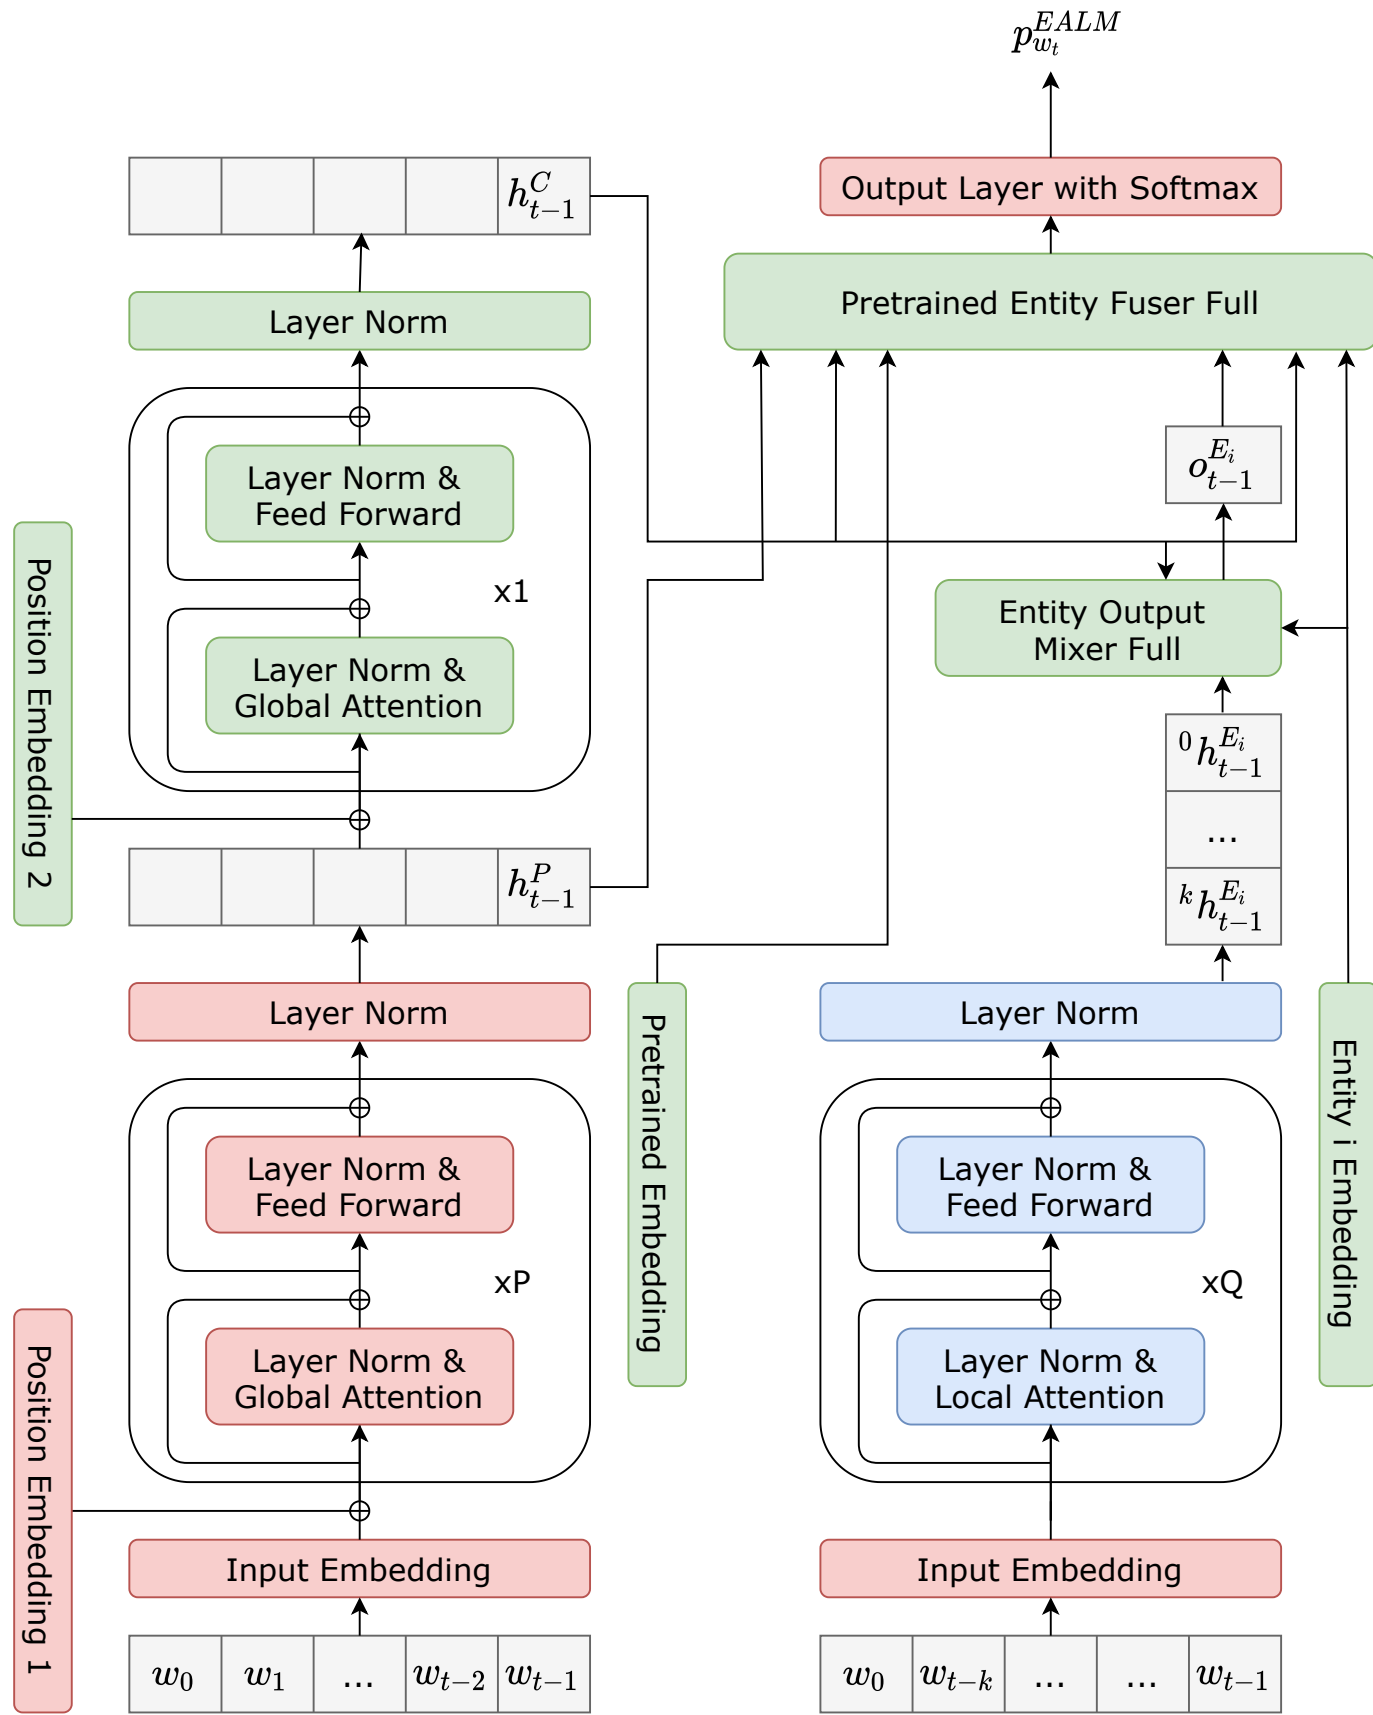 $p_{w_t}^{EALM}$
Output Layer with Softmax
Pretrained Entity Fuser Full
$h_{t-1}^{C}$
Layer Norm
Layer Norm &
Feed Forward
x1
Layer Norm &
Global Attention
Position Embedding 2
$h_{t-1}^{P}$
Layer Norm
Layer Norm &
Feed Forward
xP
Layer Norm &
Global Attention
Position Embedding 1
Input Embedding
$w_0$ $w_1$ ... $w_{t-2}$ $w_{t-1}$
Pretrained Embedding
$o_{t-1}^{E_i}$
Entity Output
Mixer Full
${}^{0}h_{t-1}^{E_i}$
...
${}^{k}h_{t-1}^{E_i}$
Layer Norm
Layer Norm &
Feed Forward
xQ
Layer Norm &
Local Attention
Entity i Embedding
Input Embedding
$w_0$ $w_{t-k}$ ... ... $w_{t-1}$